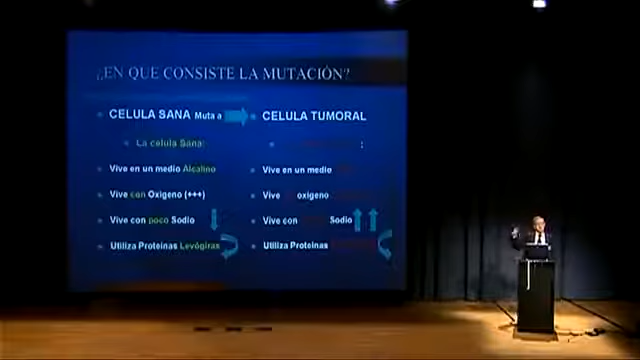 ¿EN QUE CONSISTE LA MUTACIÓN?
CELULA SANA Muta a CELULA TUMORAL
La celula Sana: :
Vive en un medio Alcalino Vive en un medio
Vive con Oxigeno (+++) Vive oxigeno
Vive con poco Sodio Vive con Sodio
Utiliza Proteinas Levógiras Utiliza Proteinas